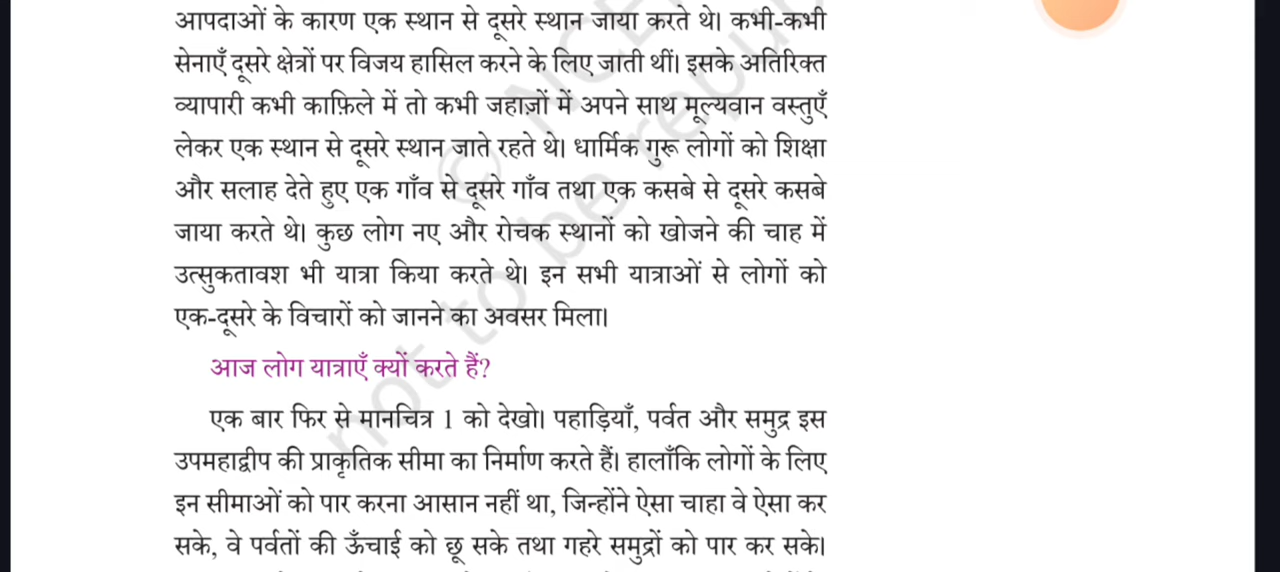 आपदाओं के कारण एक स्थान से दूसरे स्थान जाया करते थे। कभी-कभी
सेनाएँ दूसरे क्षेत्रों पर विजय हासिल करने के लिए जाती थीं। इसके अतिरिक्त
व्यापारी कभी काफ़िले में तो कभी जहाज़ों में अपने साथ मूल्यवान वस्तुएँ
लेकर एक स्थान से दूसरे स्थान जाते रहते थे। धार्मिक गुरू लोगों को शिक्षा
और सलाह देते हुए एक गाँव से दूसरे गाँव तथा एक कसबे से दूसरे कसबे
जाया करते थे। कुछ लोग नए और रोचक स्थानों को खोजने की चाह में
उत्सुकतावश भी यात्रा किया करते थे। इन सभी यात्राओं से लोगों को
एक-दूसरे के विचारों को जानने का अवसर मिला।
आज लोग यात्राएँ क्यों करते हैं?
एक बार फिर से मानचित्र 1 को देखो। पहाड़ियाँ, पर्वत और समुद्र इस
उपमहाद्वीप की प्राकृतिक सीमा का निर्माण करते हैं। हालाँकि लोगों के लिए
इन सीमाओं को पार करना आसान नहीं था, जिन्होंने ऐसा चाहा वे ऐसा कर
सके, वे पर्वतों की ऊँचाई को छू सके तथा गहरे समुद्रों को पार कर सके।
not to be